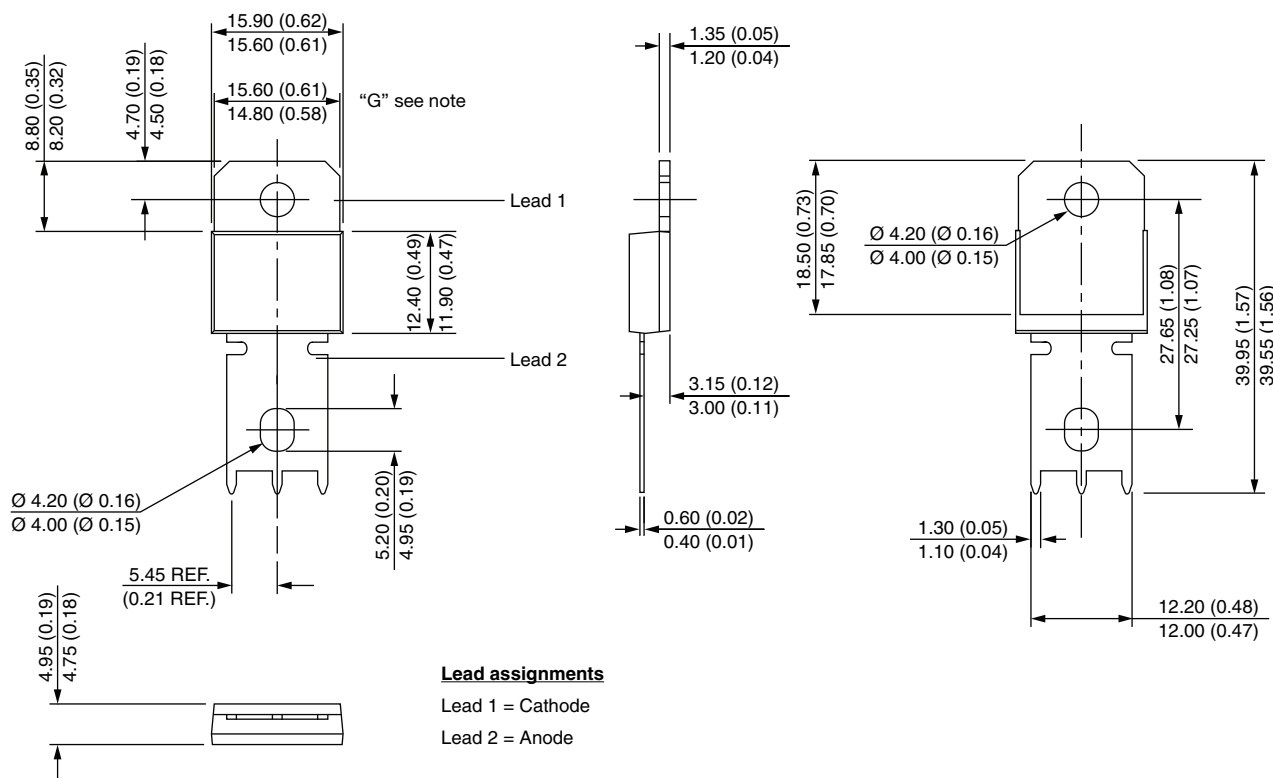 15.90 (0.62)
15.60 (0.61)
15.60 (0.61)
14.80 (0.58)
"G" see note
4.70 (0.19)
4.50 (0.18)
8.80 (0.35)
8.20 (0.32)
Lead 1
12.40 (0.49)
11.90 (0.47)
Lead 2
5.20 (0.20)
4.95 (0.19)
Ø 4.20 (Ø 0.16)
Ø 4.00 (Ø 0.15)
5.45 REF.
(0.21 REF.)
4.95 (0.19)
4.75 (0.18)
1.35 (0.05)
1.20 (0.04)
3.15 (0.12)
3.00 (0.11)
0.60 (0.02)
0.40 (0.01)
18.50 (0.73)
17.85 (0.70)
Ø 4.20 (Ø 0.16)
Ø 4.00 (Ø 0.15)
27.65 (1.08)
27.25 (1.07)
39.95 (1.57)
39.55 (1.56)
1.30 (0.05)
1.10 (0.04)
12.20 (0.48)
12.00 (0.47)
Lead assignments
Lead 1 = Cathode
Lead 2 = Anode